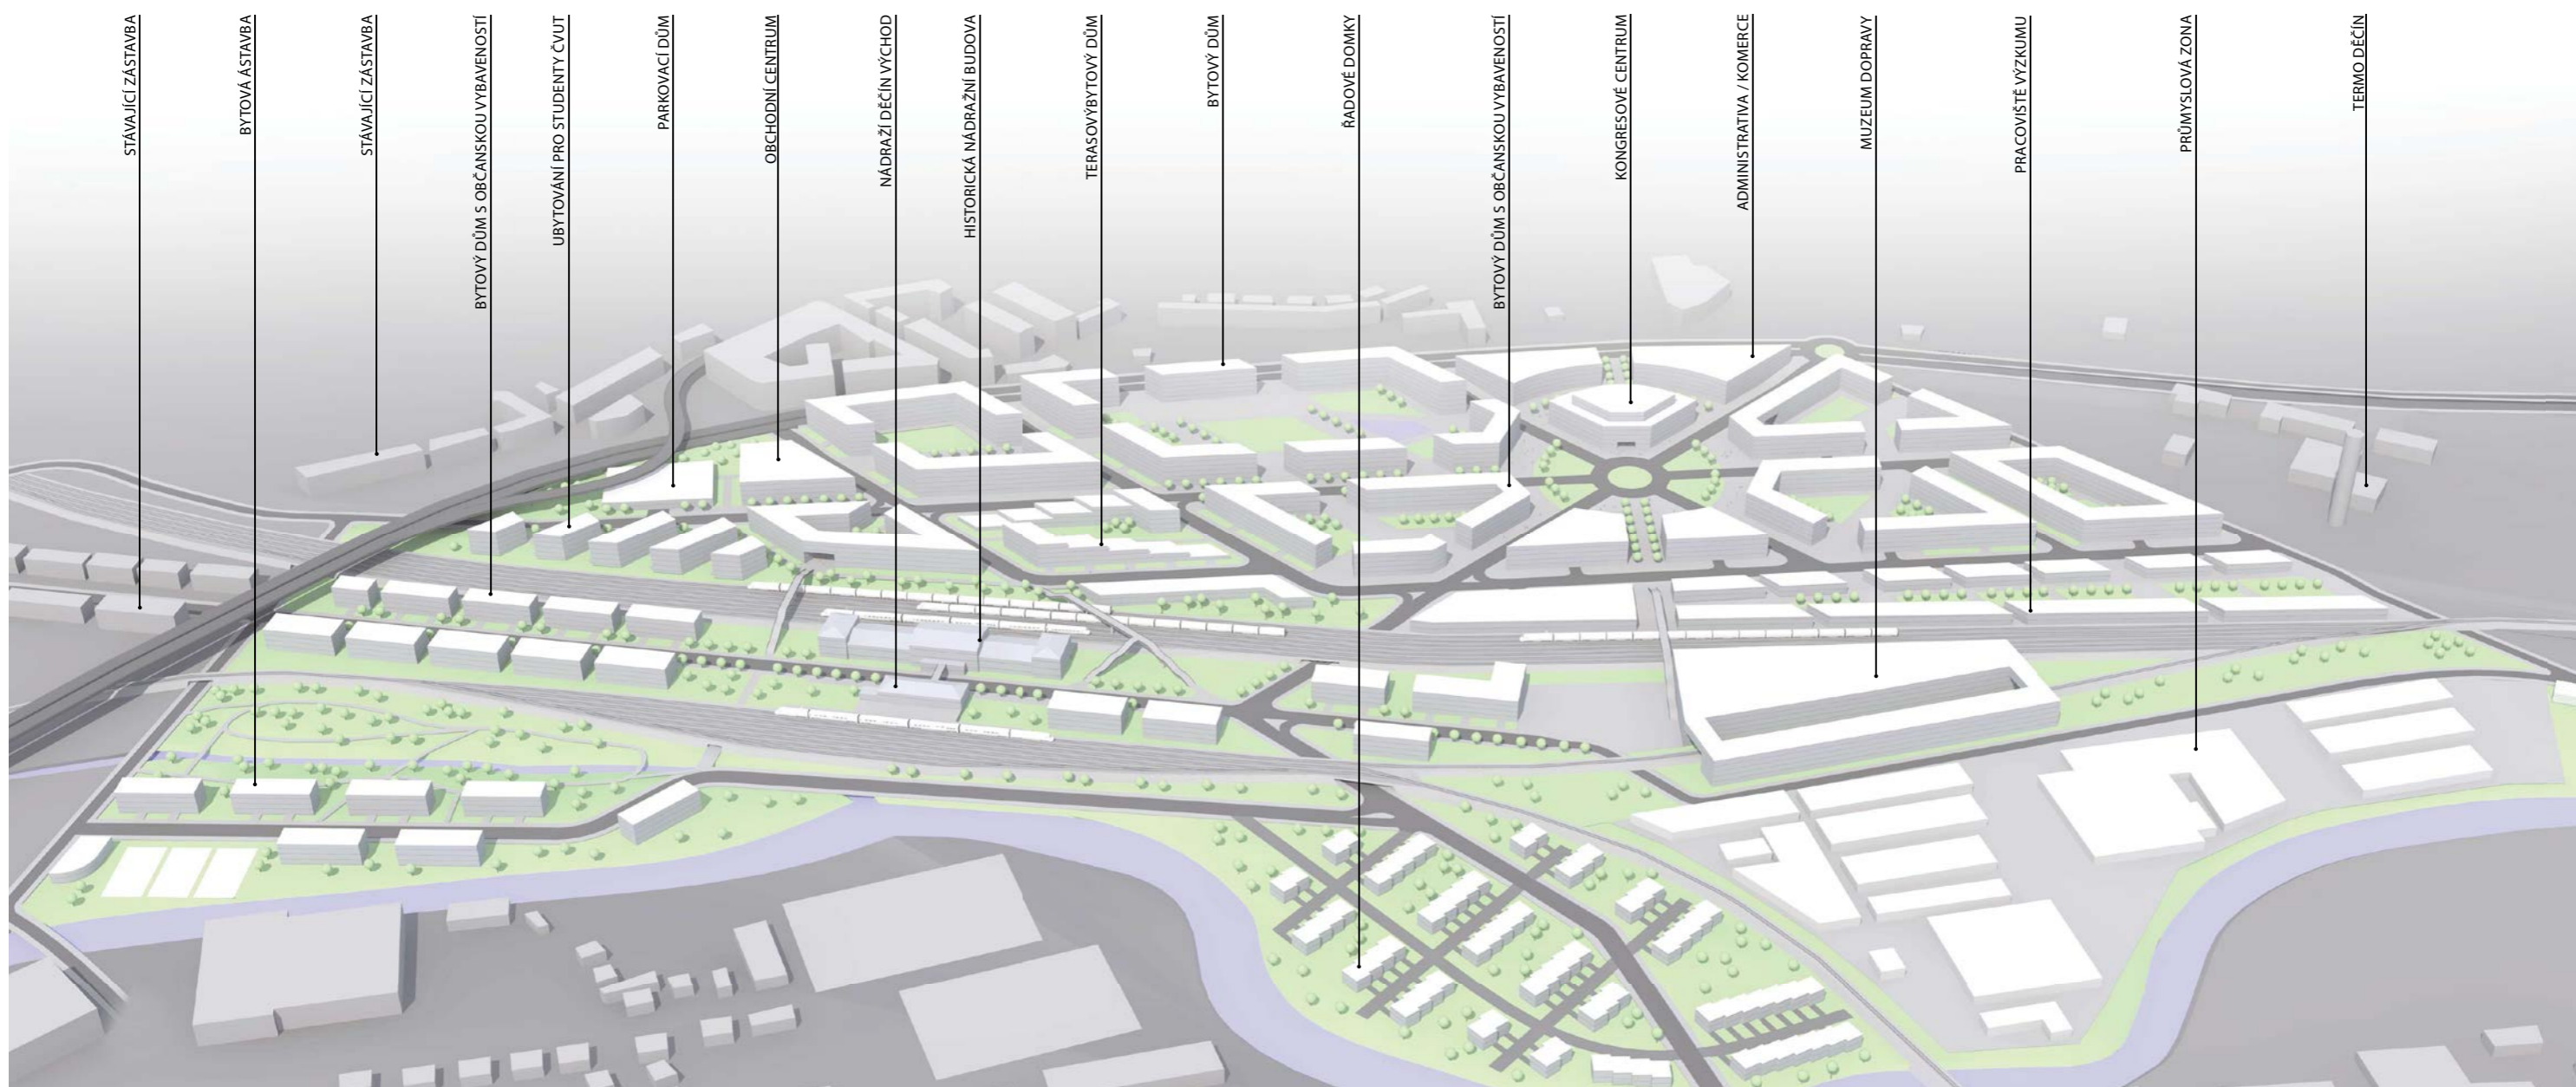 STÁVAJÍCÍ ZÁSTAVBA
BYTOVÁ ÁSTAVBA
STÁVAJÍCÍ ZÁSTAVBA
BYTOVÝ DŮM S OBČANSKOU VYBAVENOSTÍ
UBYTOVÁNÍ PRO STUDENTY ČVUT
PARKOVACÍ DŮM
OBCHODNÍ CENTRUM
NÁDRAŽÍ DĚČÍN VÝCHOD
HISTORICKÁ NÁDRAŽNÍ BUDOVA
TERASOVÝBYTOVÝ DŮM
BYTOVÝ DŮM
ŘADOVÉ DOMKY
BYTOVÝ DŮM S OBČANSKOU VYBAVENOSTÍ
KONGRESOVÉ CENTRUM
ADMINISTRATIVA / KOMERCE
MUZEUM DOPRAVY
PRACOVIŠTĚ VÝZKUMU
PRŮMYSLOVÁ ZONA
TERMO DĚČÍN